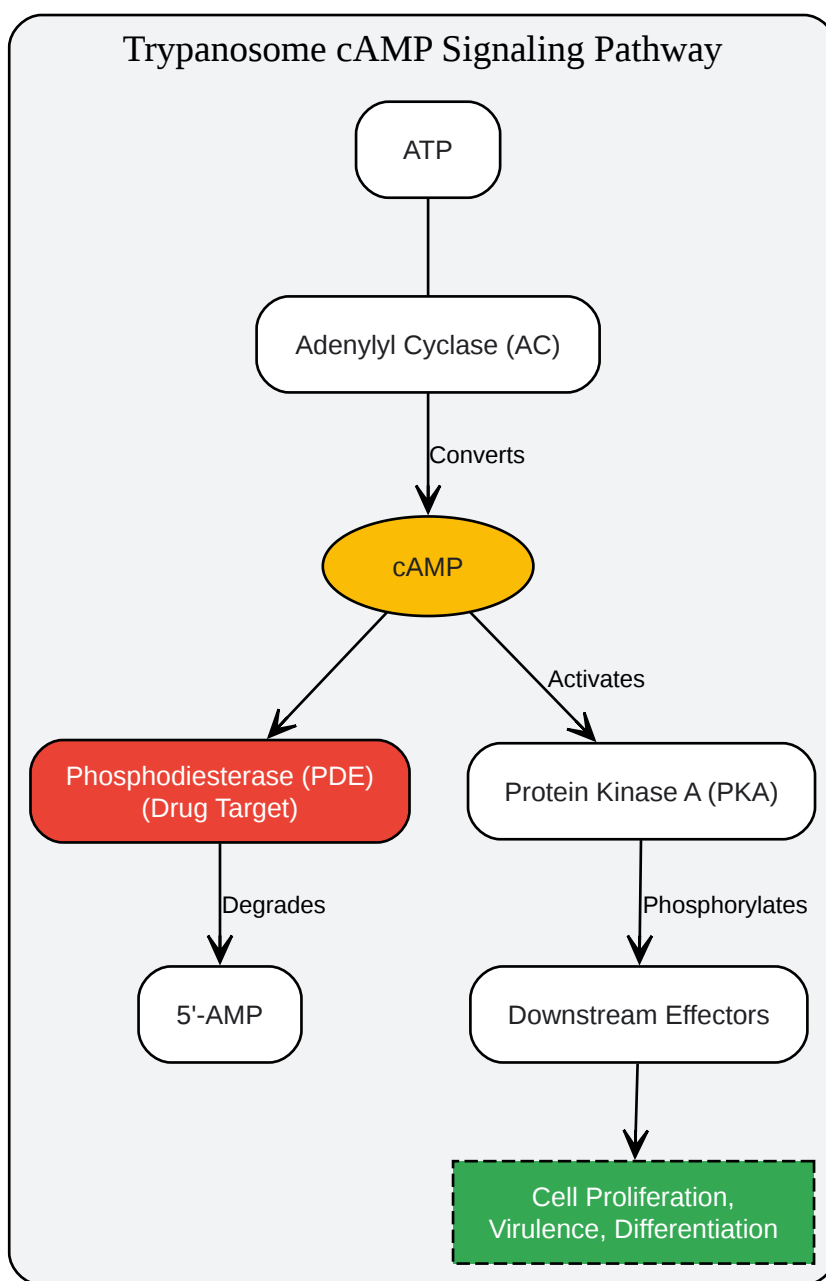 Trypanosome cAMP Signaling Pathway
ATP
Adenylyl Cyclase (AC)
Converts
cAMP
Activates
Phosphodiesterase (PDE)
(Drug Target)
Protein Kinase A (PKA)
Degrades
Phosphorylates
5'-AMP
Downstream Effectors
Cell Proliferation,
Virulence, Differentiation